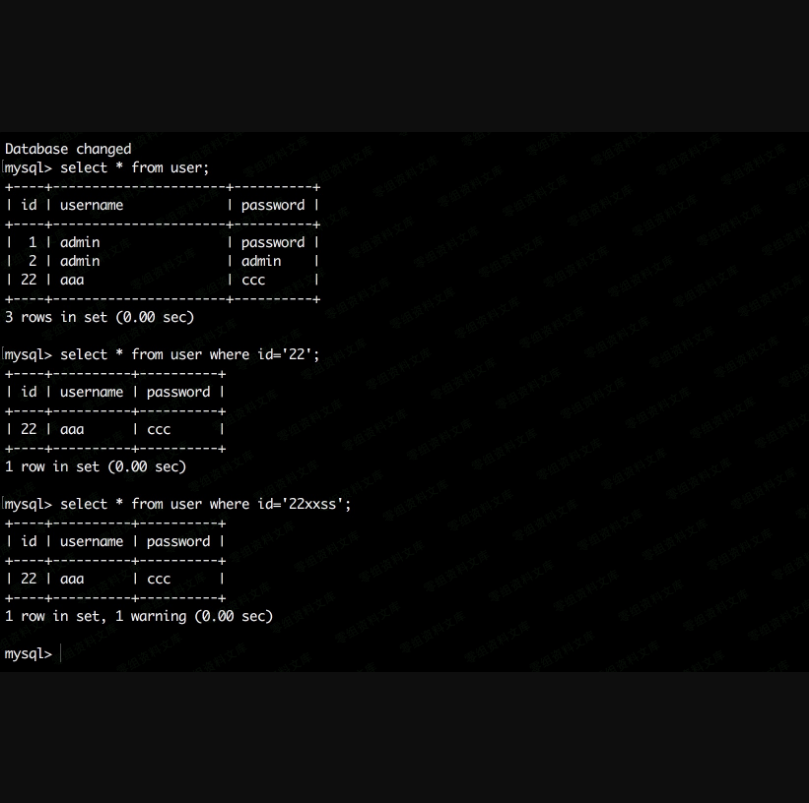 Database changed
mysql> select * from user;
+----+----------------------+----------+
| id | username             | password |
+----+----------------------+----------+
|  1 | admin                | password |
|  2 | admin                | admin    |
| 22 | aaa                  | ccc      |
+----+----------------------+----------+
3 rows in set (0.00 sec)
mysql> select * from user where id='22';
+----+----------+----------+
| id | username | password |
+----+----------+----------+
| 22 | aaa      | ccc      |
+----+----------+----------+
1 row in set (0.00 sec)
mysql> select * from user where id='22xxss';
+----+----------+----------+
| id | username | password |
+----+----------+----------+
| 22 | aaa      | ccc      |
+----+----------+----------+
1 row in set, 1 warning (0.00 sec)
mysql>